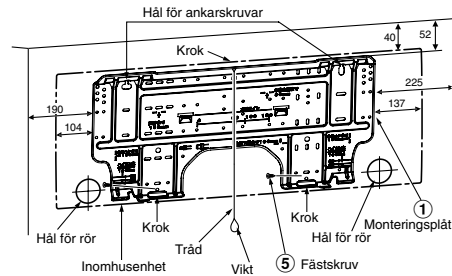 Hål för ankarskruvar
Krok
40
52
190
104
225
137
Hål för rör
Krok
Krok
1
Monteringsplåt
Inomhusenhet
Tråd
Vikt
5 Fästskruv
Hål för rör